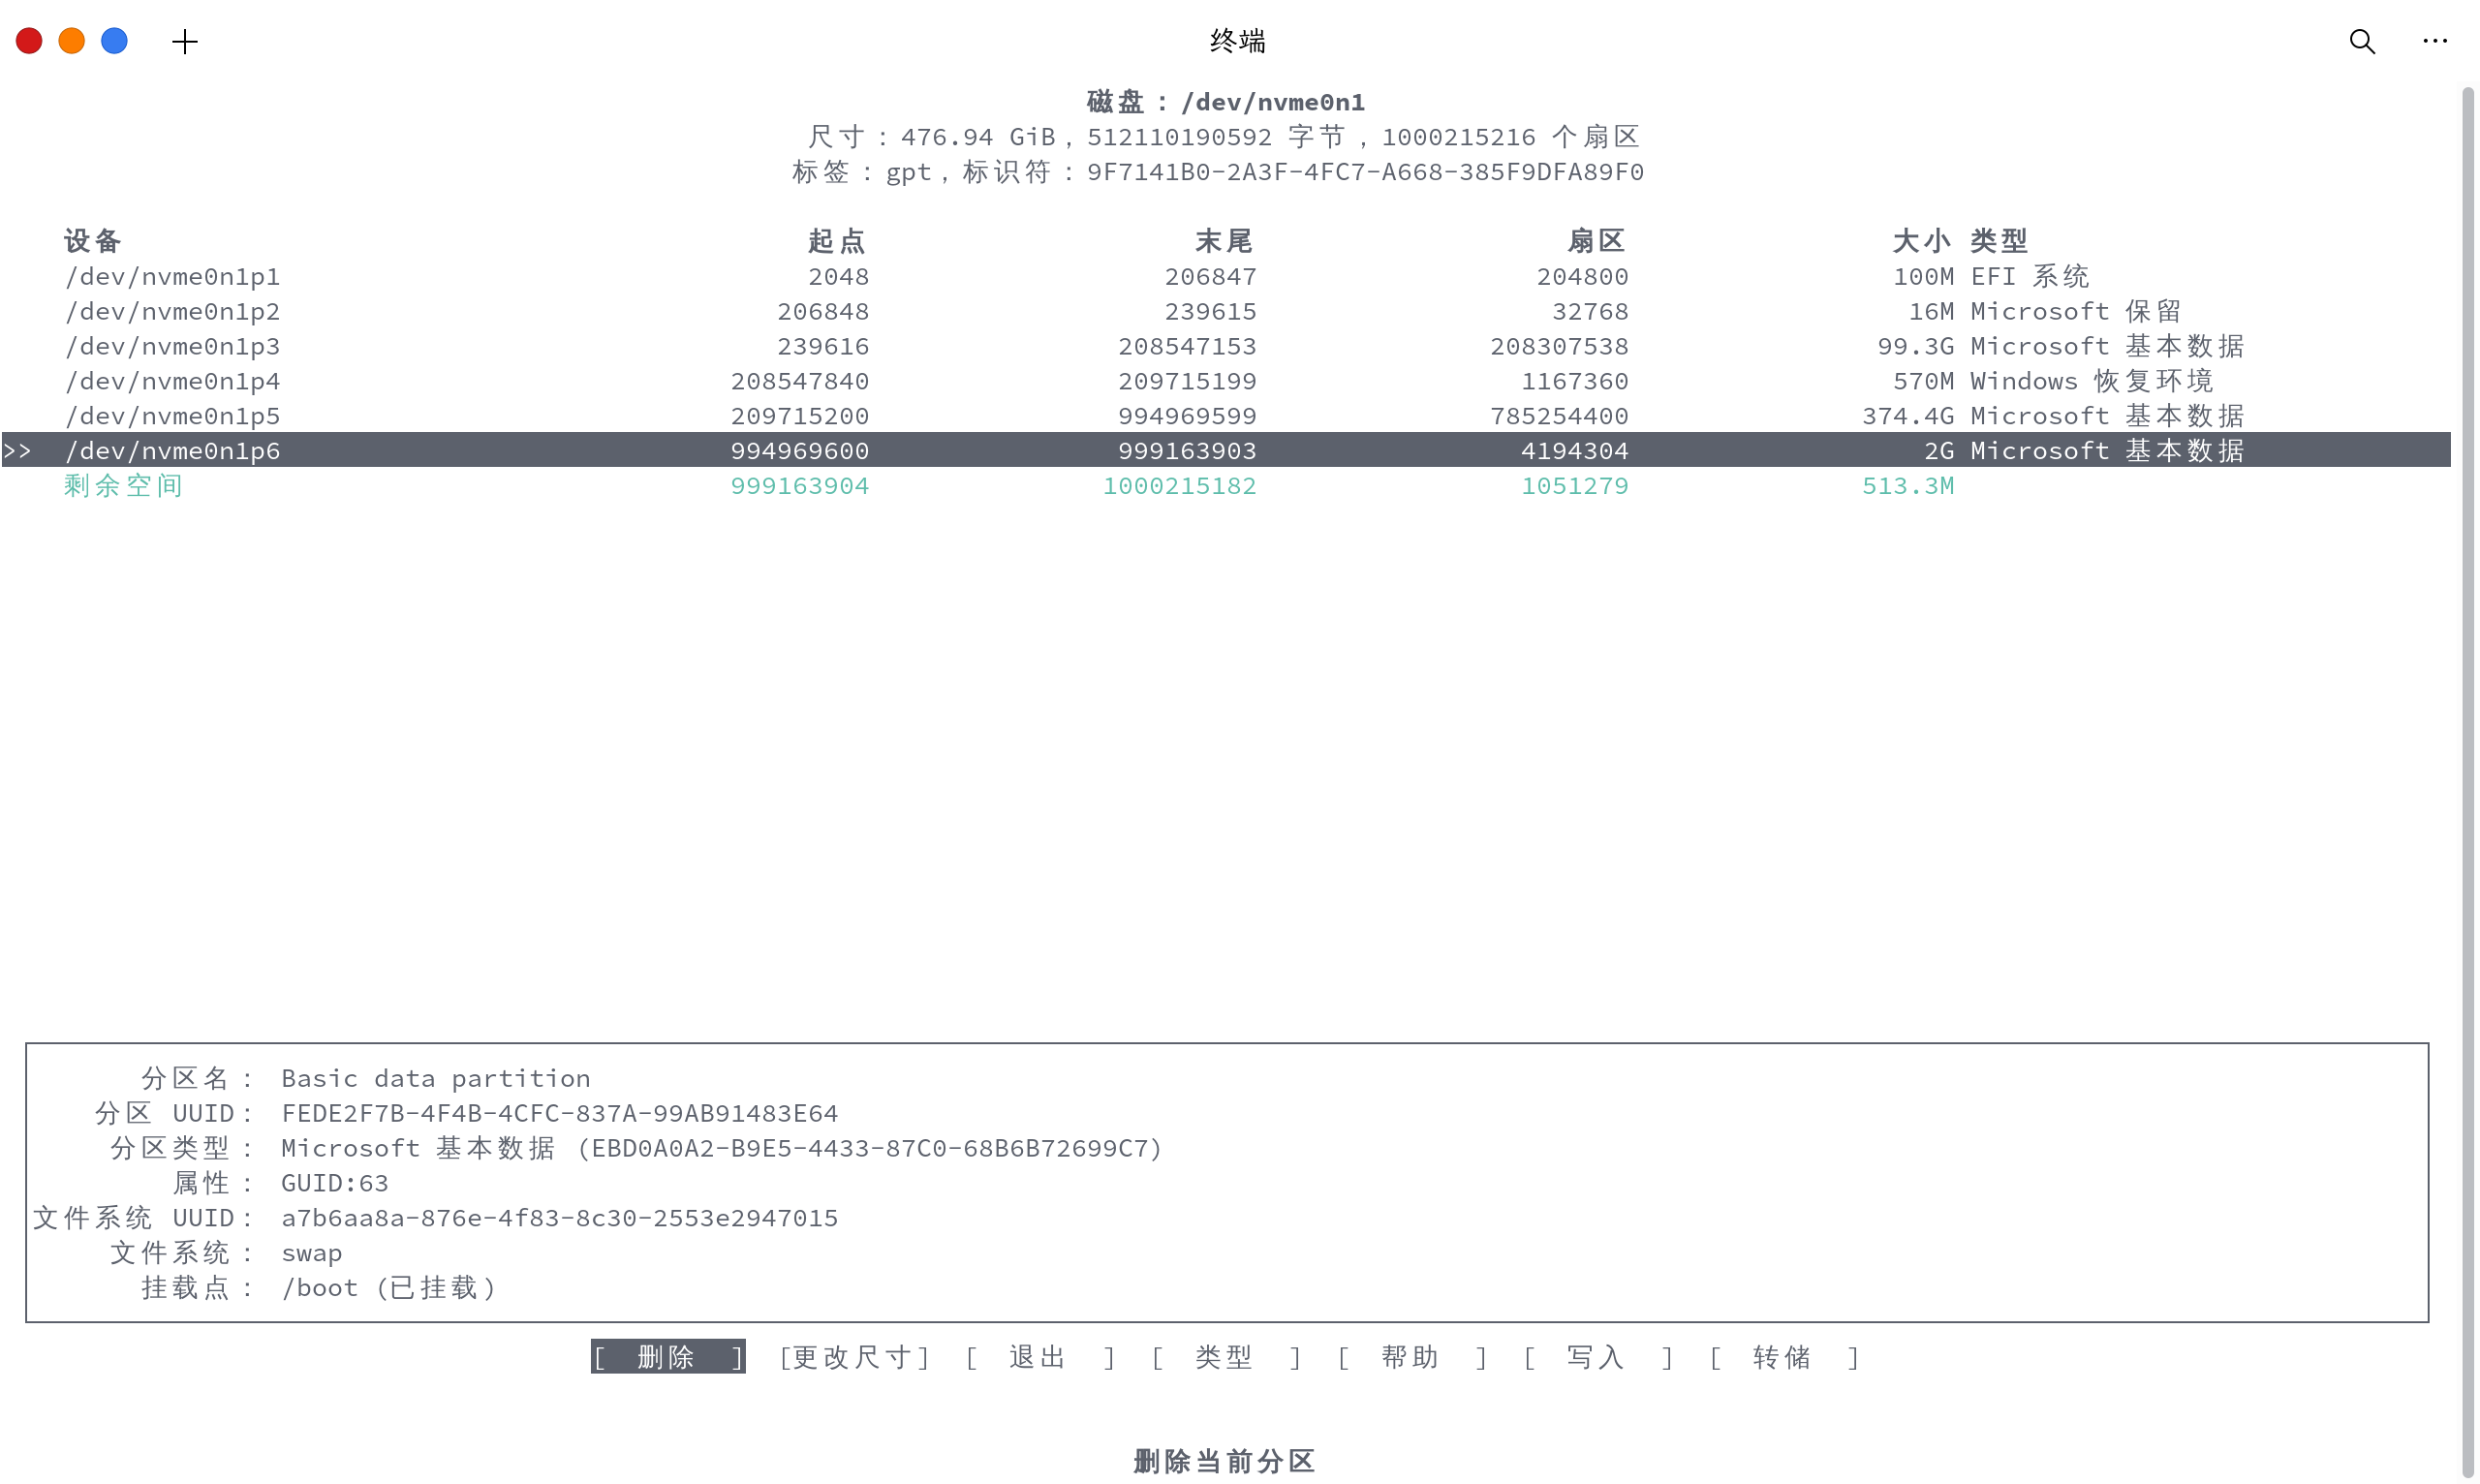 终端
磁盘：/dev/nvme0n1
尺寸：476.94 GiB，512110190592 字节，1000215216 个扇区
标签：gpt，标识符：9F7141B0-2A3F-4FC7-A668-385F9DFA89F0
设备 起点 末尾 扇区 大小 类型
/dev/nvme0n1p1 2048 206847 204800 100M EFI 系统
/dev/nvme0n1p2 206848 239615 32768 16M Microsoft 保留
/dev/nvme0n1p3 239616 208547153 208307538 99.3G Microsoft 基本数据
/dev/nvme0n1p4 208547840 209715199 1167360 570M Windows 恢复环境
/dev/nvme0n1p5 209715200 994969599 785254400 374.4G Microsoft 基本数据
>> /dev/nvme0n1p6 994969600 999163903 4194304 2G Microsoft 基本数据
剩余空间 999163904 1000215182 1051279 513.3M
分区名： Basic data partition
分区 UUID： FEDE2F7B-4F4B-4CFC-837A-99AB91483E64
分区类型： Microsoft 基本数据 (EBD0A0A2-B9E5-4433-87C0-68B6B72699C7)
属性： GUID:63
文件系统 UUID： a7b6aa8a-876e-4f83-8c30-2553e2947015
文件系统： swap
挂载点： /boot (已挂载)
[ 删除 ] [更改尺寸] [ 退出 ] [ 类型 ] [ 帮助 ] [ 写入 ] [ 转储 ]
删除当前分区